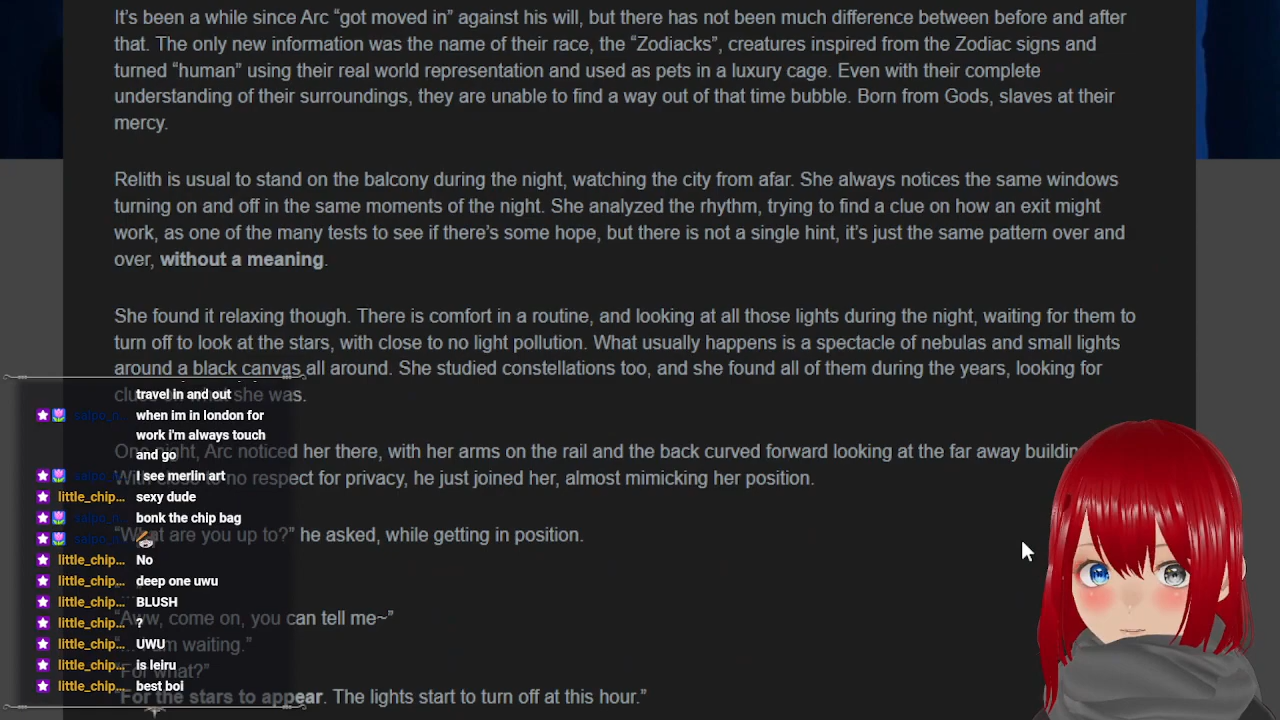 It's been a while since Arc “got moved in” against his will, but there has not been much difference between before and after
that. The only new information was the name of their race, the “Zodiacks”, creatures inspired from the Zodiac signs and
turned “human” using their real world representation and used as pets in a luxury cage. Even with their complete
understanding of their surroundings, they are unable to find a way out of that time bubble. Born from Gods, slaves at their
mercy.
Relith is usual to stand on the balcony during the night, watching the city from afar. She always notices the same windows
turning on and off in the same moments of the night. She analyzed the rhythm, trying to find a clue on how an exit might
work, as one of the many tests to see if there's some hope, but there is not a single hint, it's just the same pattern over and
over, without a meaning.
She found it relaxing though. There is comfort in a routine, and looking at all those lights during the night, waiting for them to
turn off to look at the stars, with close to no light pollution. What usually happens is a spectacle of nebulas and small lights
around a black canvas all around. She studied constellations too, and she found all of them during the years, looking for
she was.
One night, Arc noticed her there, with her arms on the rail and the back curved forward looking at the far away
With close to no respect for privacy, he just joined her, almost mimicking her position.
“What are you up to?” he asked, while getting in position.
“Aww, come on, you can tell me~”
“... I am waiting.”
“For what?”
“For the stars to appear. The lights start to turn off at this hour.”
travel in and out
salpo_n when im in london for
work i'm always touch
and go
salpo_n I see merlin art
little_chip... sexy dude
salpo_n bonk the chip bag
salpo_n
little_chip... No
little_chip... deep one uwu
little_chip... BLUSH
little_chip... ?
little_chip... UWU
little_chip... is leiru
little_chip... best boi